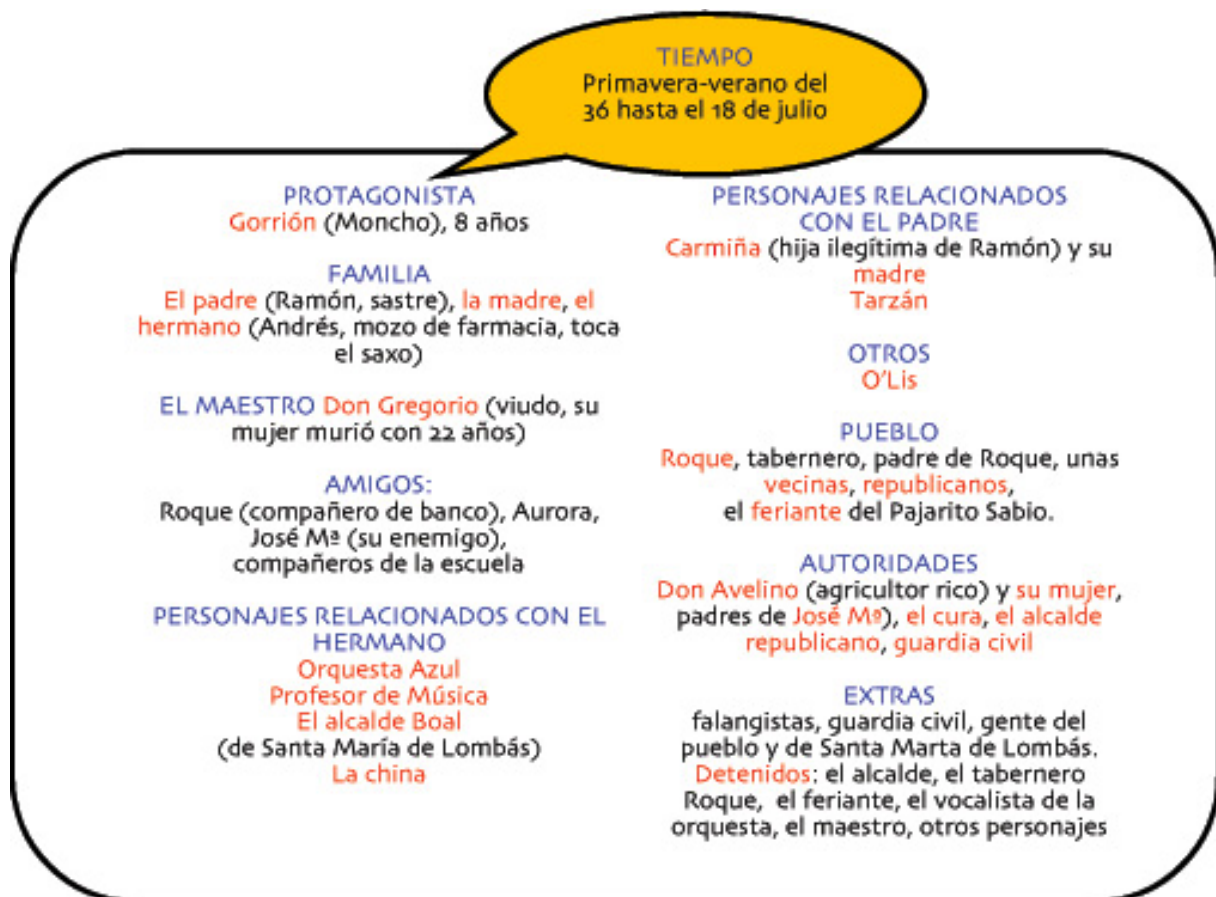 TIEMPO
Primavera-verano del
36 hasta el 18 de julio
PROTAGONISTA
Gorrión (Moncho), 8 años
FAMILIA
El padre (Ramón, sastre), la madre, el
hermano (Andrés, mozo de farmacia, toca
el saxo)
EL MAESTRO Don Gregorio (viudo, su
mujer murió con 22 años)
AMIGOS:
Roque (compañero de banco), Aurora,
José Mª (su enemigo),
compañeros de la escuela
PERSONAJES RELACIONADOS CON EL
HERMANO
Orquesta Azul
Profesor de Música
El alcalde Boal
(de Santa María de Lombás)
La china
PERSONAJES RELACIONADOS
CON EL PADRE
Carmiña (hija ilegítima de Ramón) y su
madre
Tarzán
OTROS
O'Lis
PUEBLO
Roque, tabernero, padre de Roque, unas
vecinas, republicanos,
el feriante del Pajarito Sabio.
AUTORIDADES
Don Avelino (agricultor rico) y su mujer,
padres de José Mª), el cura, el alcalde
republicano, guardia civil
EXTRAS
falangistas, guardia civil, gente del
pueblo y de Santa Marta de Lombás.
Detenidos: el alcalde, el tabernero
Roque, el feriante, el vocalista de la
orquesta, el maestro, otros personajes